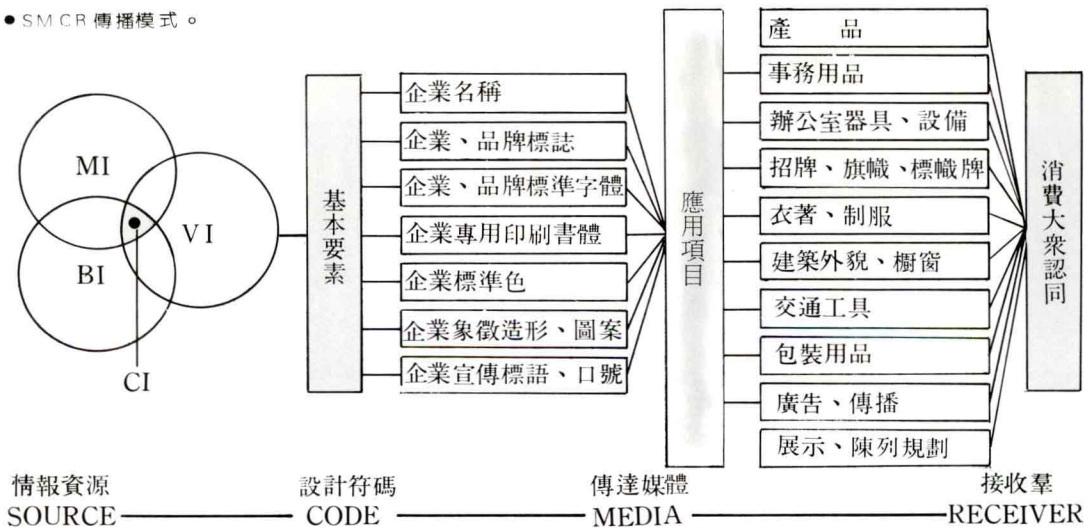 ●SMCR傳播模式。
MI
VI
BI
CI
基本要素
企業名稱
企業、品牌標誌
企業、品牌標準字體
企業專用印刷書體
企業標準色
企業象徵造形、圖案
企業宣傳標語、口號
應用項目
產 品
事務用品
辦公室器具、設備
招牌、旗幟、標幟牌
衣著、制服
建築外貌、櫥窗
交通工具
包裝用品
廣告、傳播
展示、陳列規劃
消費大衆認同
情報資源 設計符碼 傳達媒體 接收羣
SOURCE CODE MEDIA RECEIVER